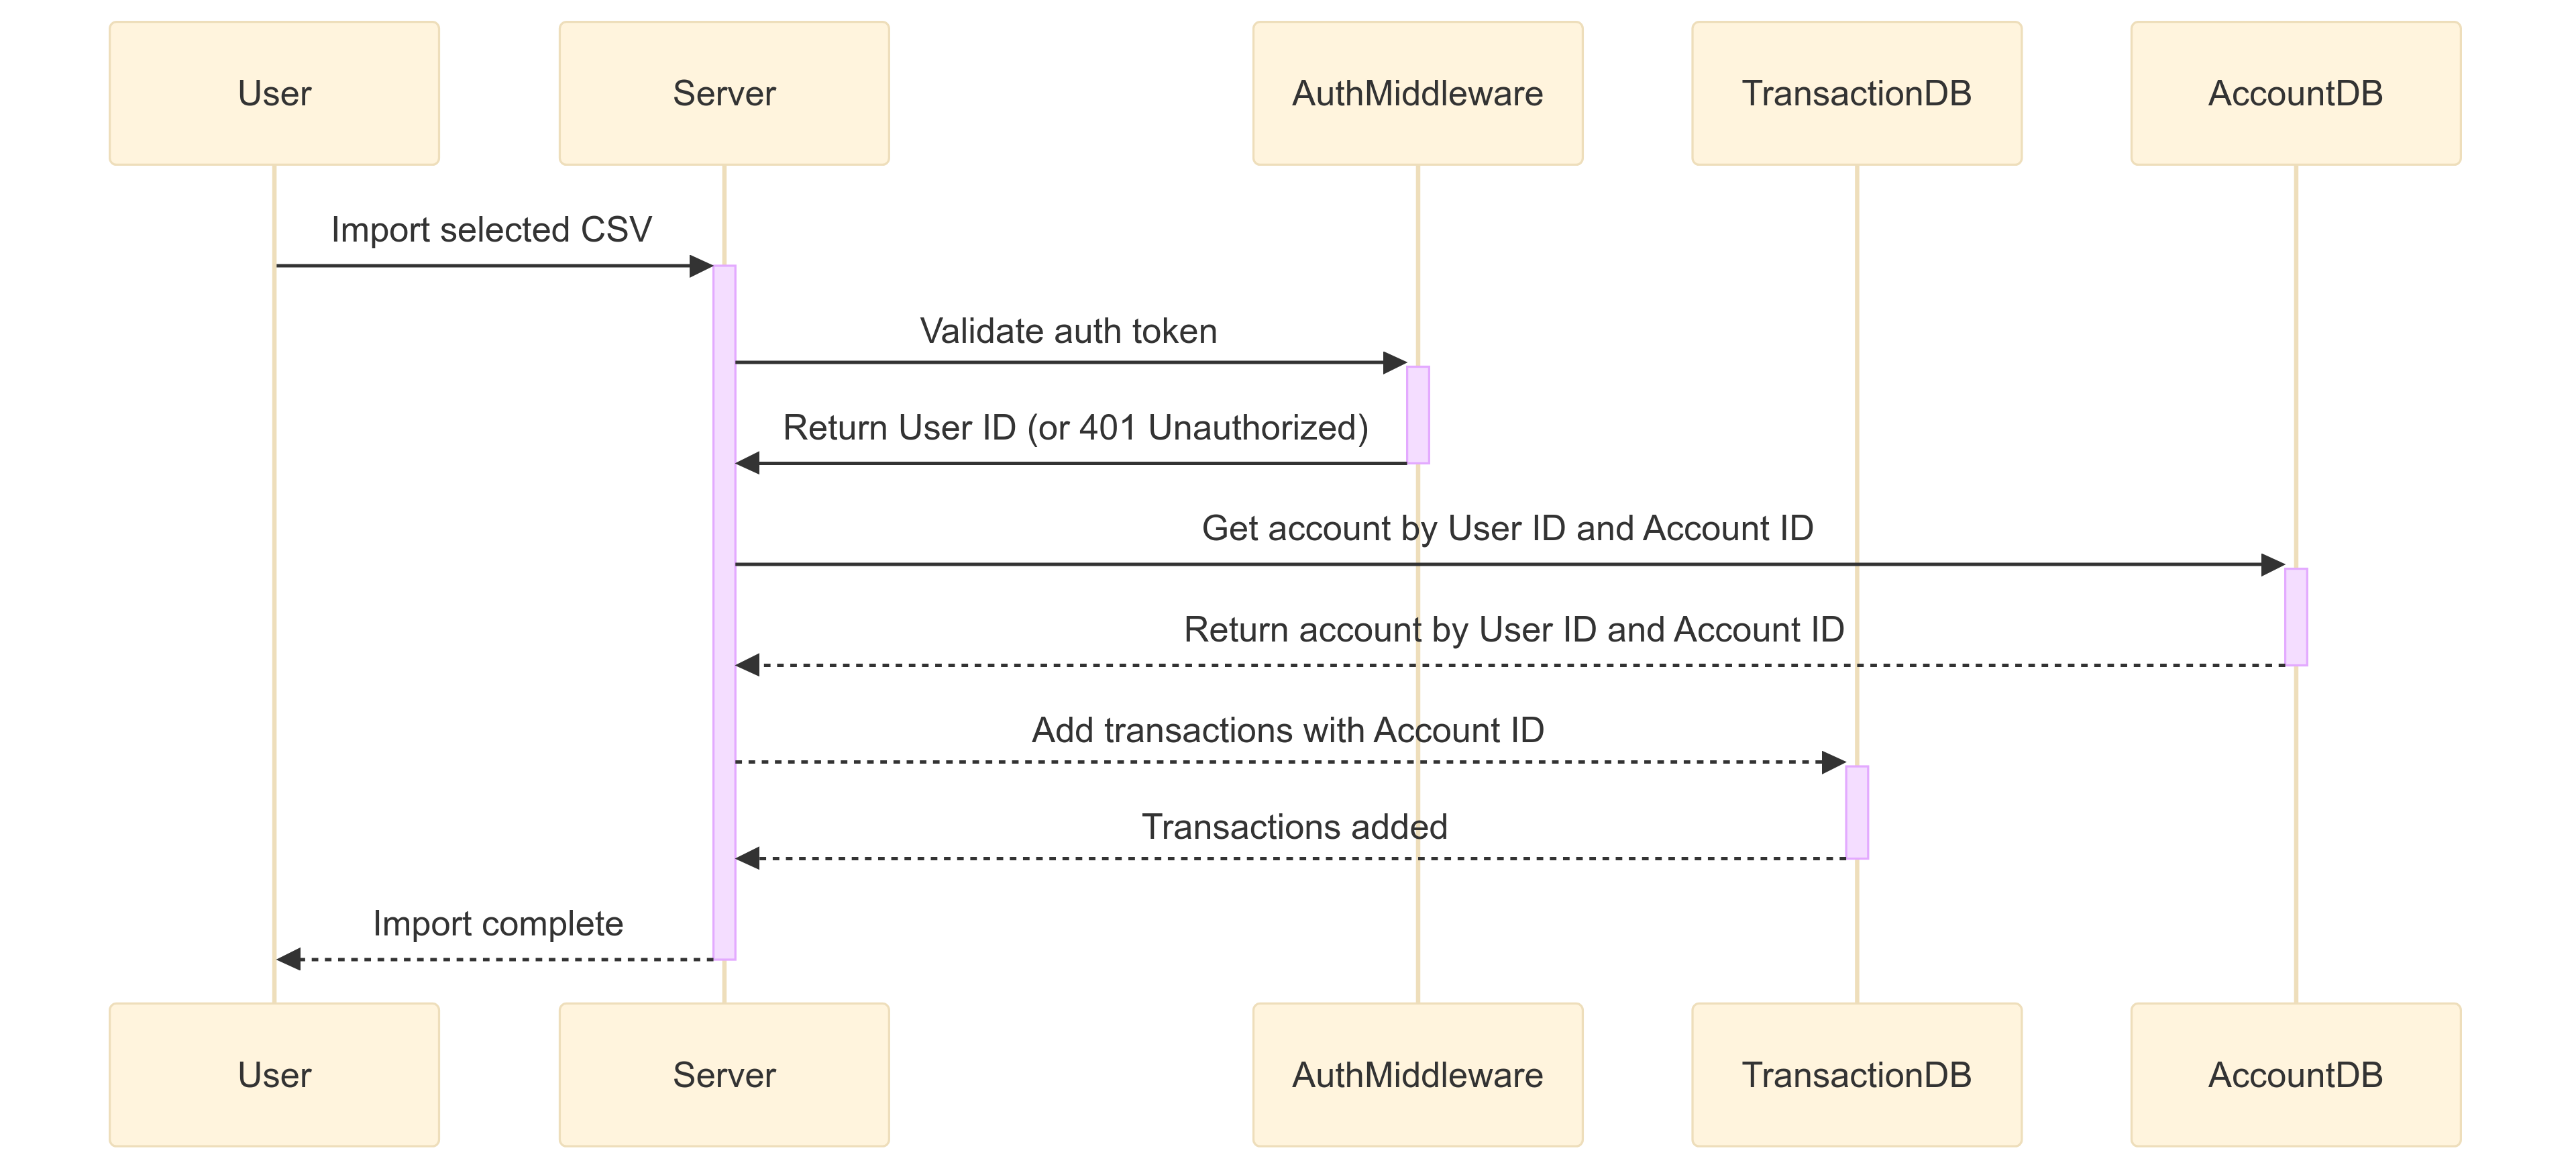 User
Server
AuthMiddleware
TransactionDB
AccountDB
Import selected CSV
Validate auth token
Return User ID (or 401 Unauthorized)
Get account by User ID and Account ID
Return account by User ID and Account ID
Add transactions with Account ID
Transactions added
Import complete
User
Server
AuthMiddleware
TransactionDB
AccountDB